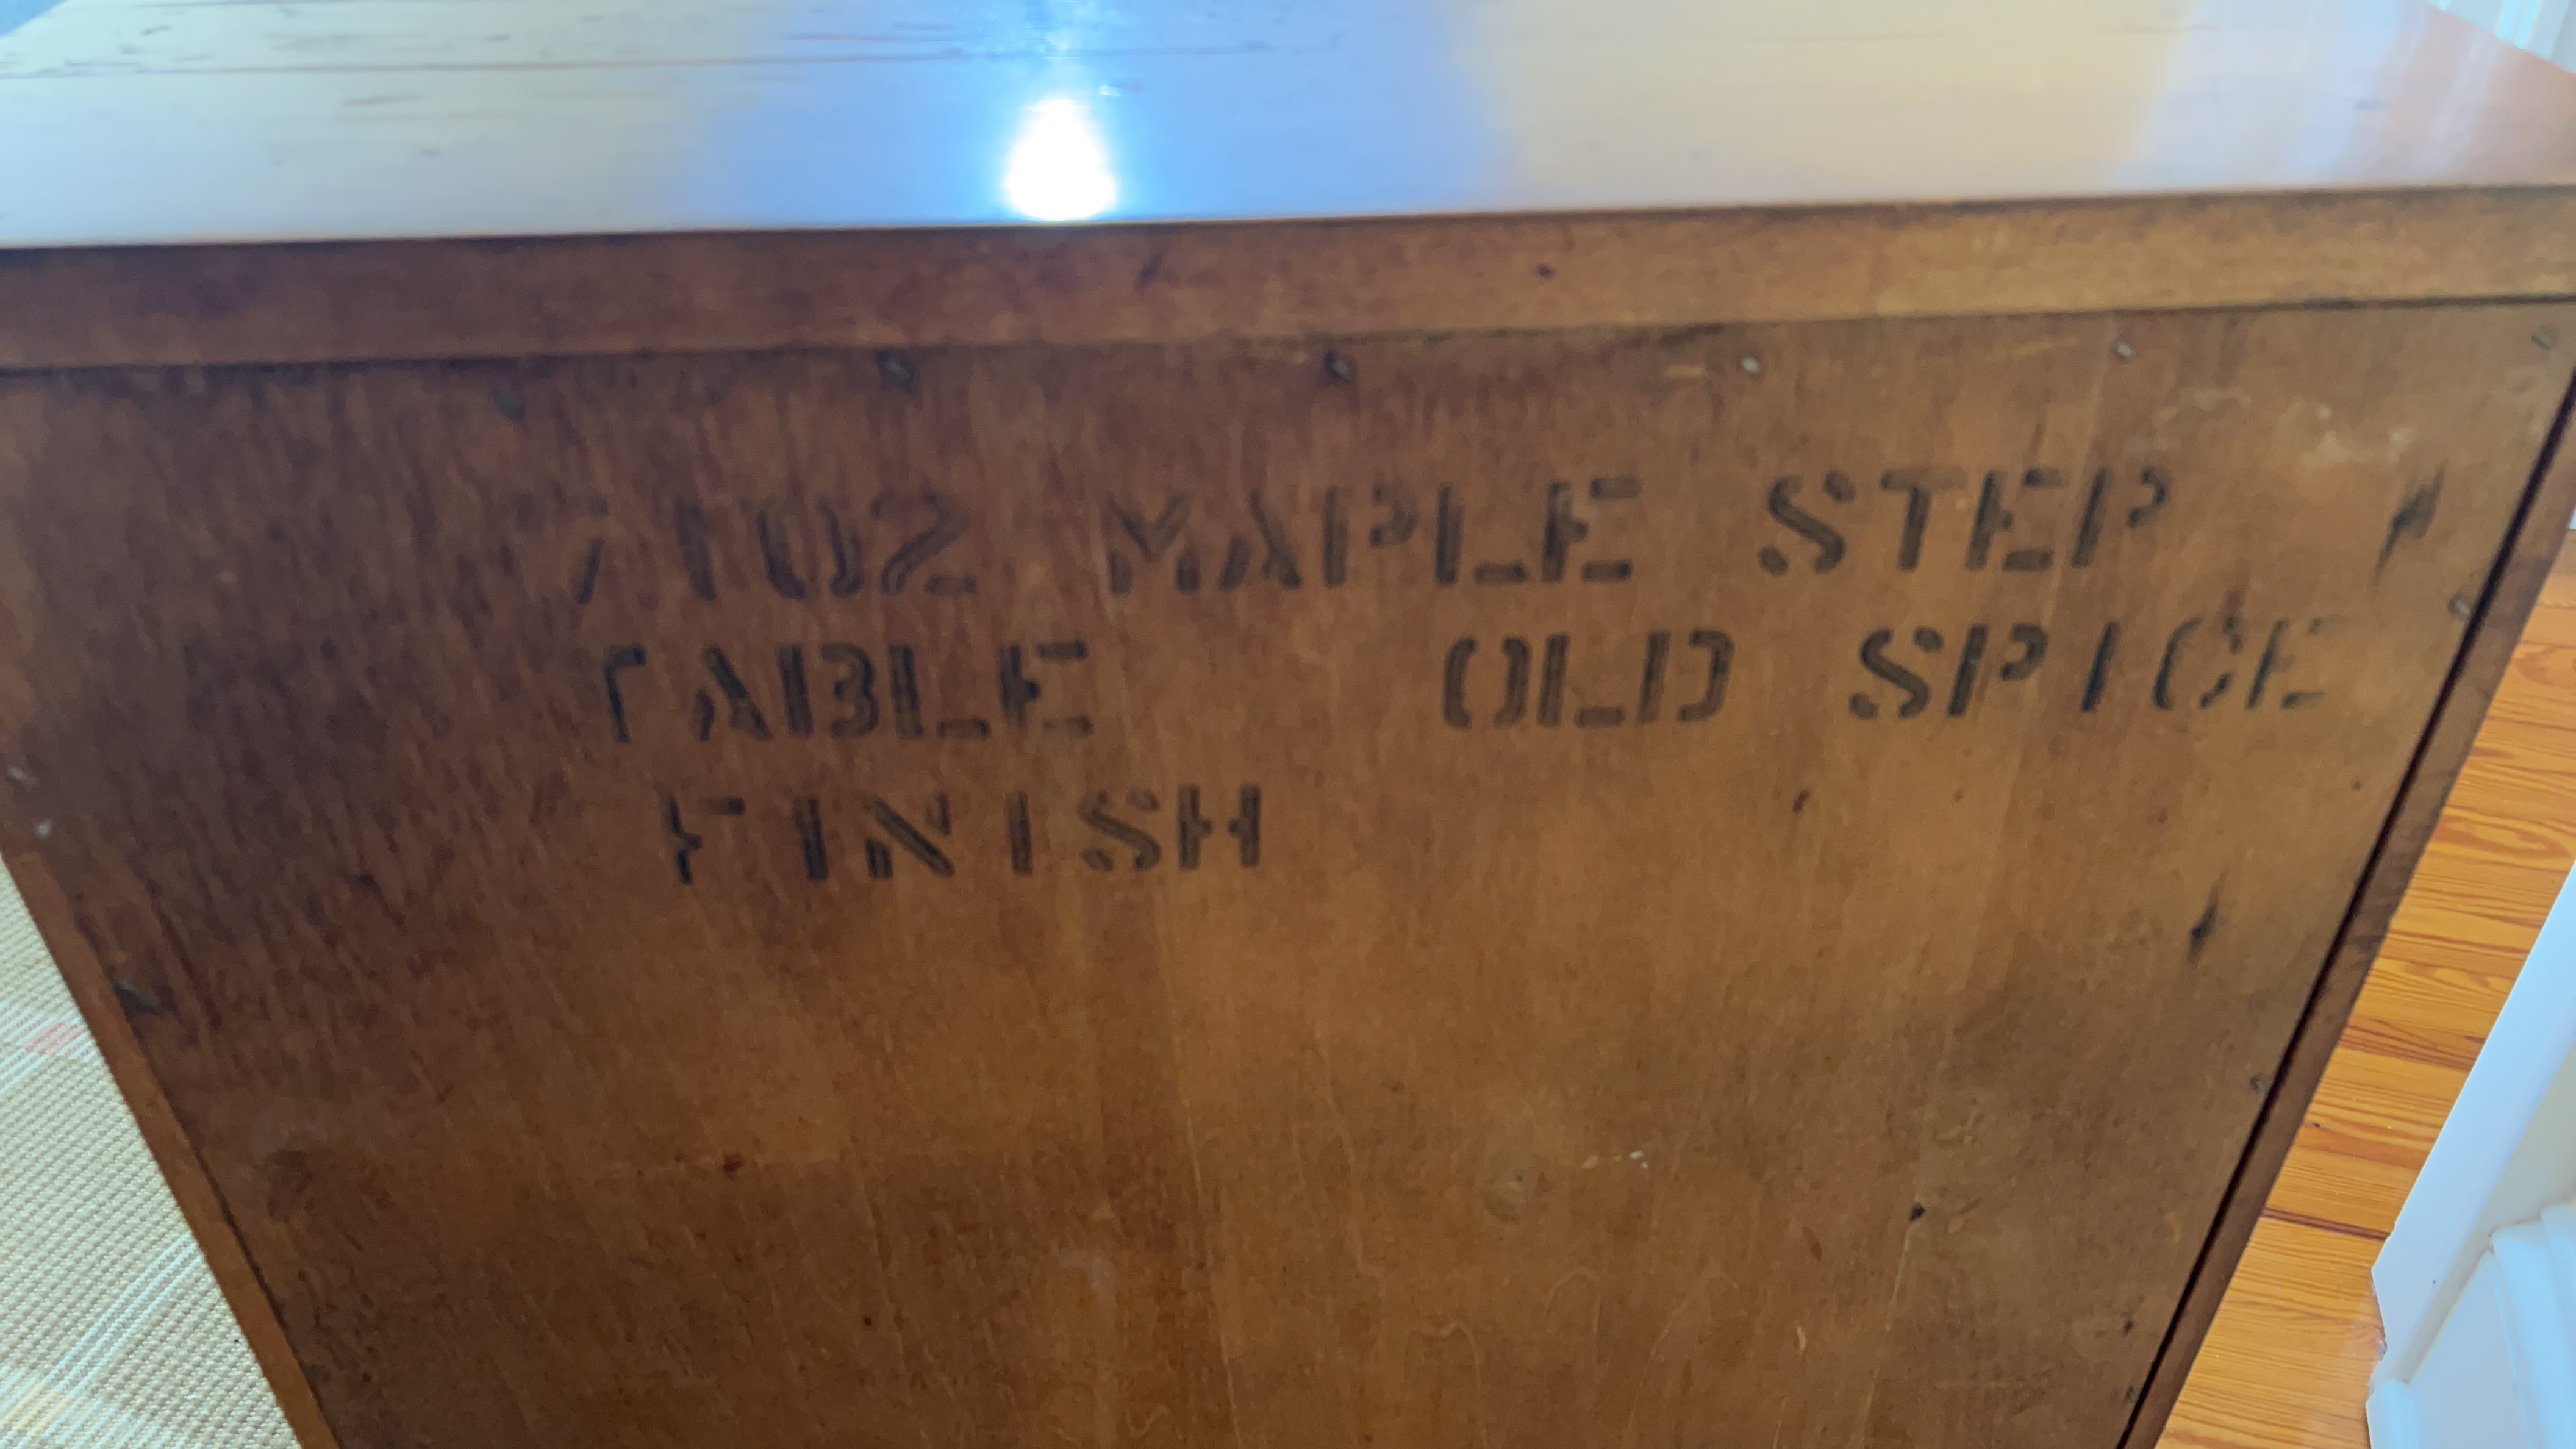 7102 MAPLE STEP
TABLE OLD SPICE
FINISH